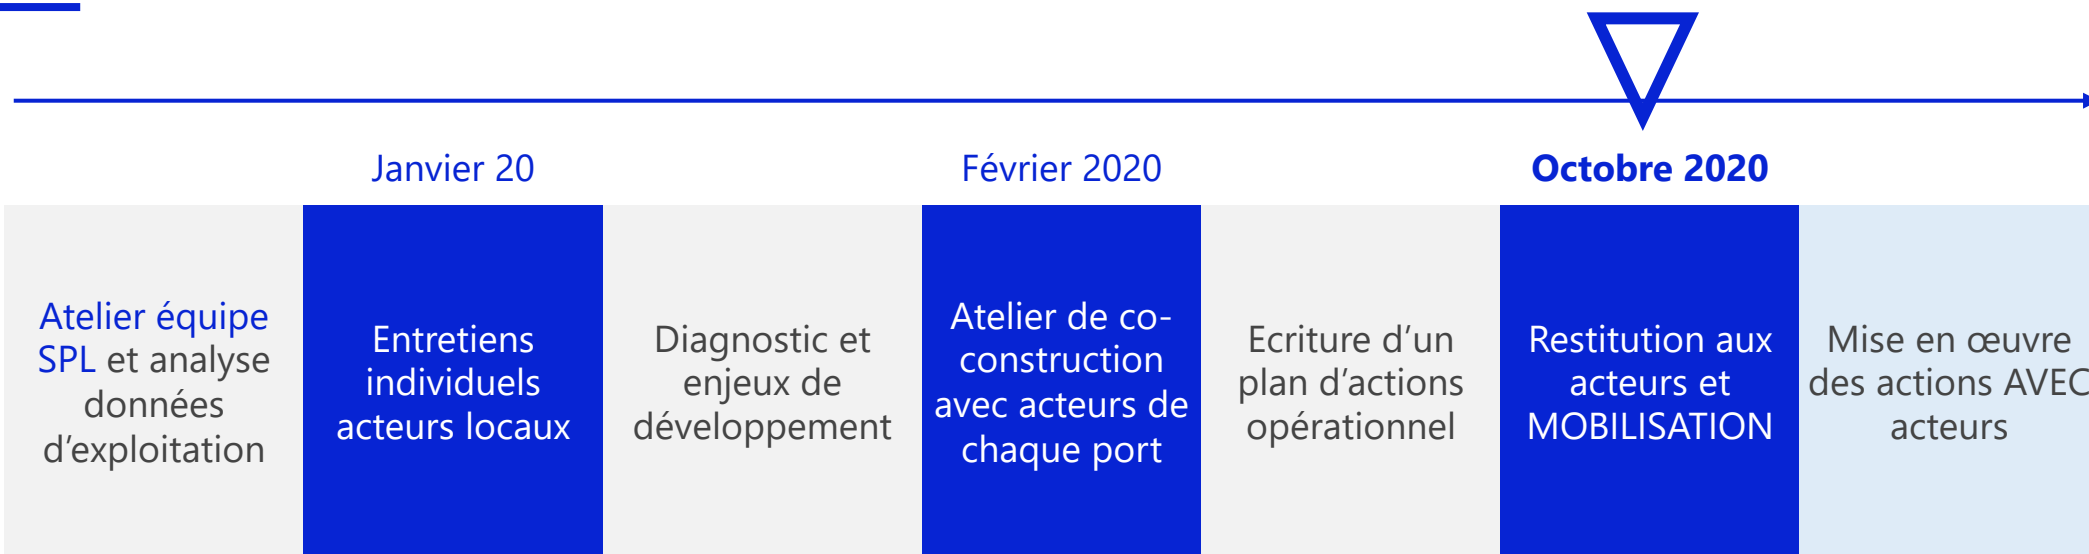 Janvier 20
Février 2020
Octobre 2020
Atelier équipe
SPL et analyse
données
d’exploitation
Entretiens
individuels
acteurs locaux
Diagnostic et
enjeux de
développement
Atelier de co-
construction
avec acteurs de
chaque port
Ecriture d’un
plan d’actions
opérationnel
Restitution aux
acteurs et
MOBILISATION
Mise en œuvre
des actions AVEC
acteurs